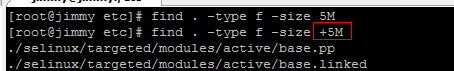 [root@jimmy etc]# find . -type f -size 5M
[root@jimmy etc]# find . -type f -size +5M
./selinux/targeted/modules/active/base.pp
./selinux/targeted/modules/active/base.linked